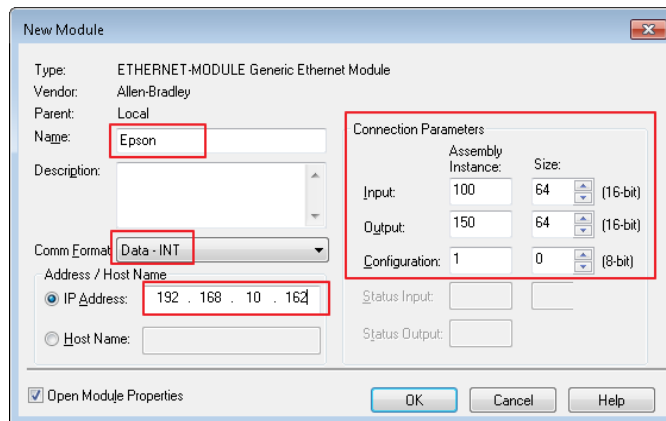 New Module
Type: ETHERNET-MODULE Generic Ethernet Module
Vendor: Allen-Bradley
Parent: Local
Name: Epson
Description:
Comm Format: Data - INT
Address / Host Name
IP Address: 192 . 168 . 10 . 162
Host Name:
Connection Parameters
Assembly Instance: Size:
Input: 100 64 (16-bit)
Output: 150 64 (16-bit)
Configuration: 1 0 (8-bit)
Status Input:
Status Output:
Open Module Properties
OK Cancel Help